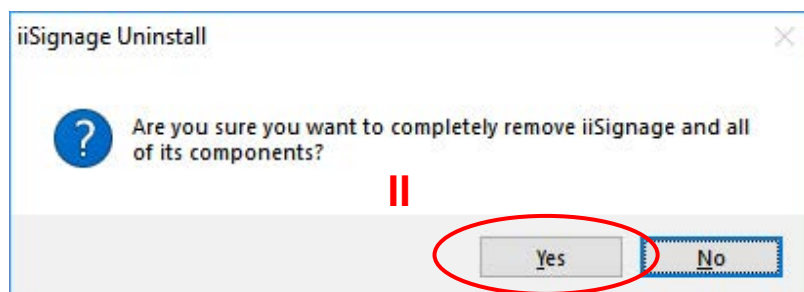 iiSignage Uninstall
Are you sure you want to completely remove iiSignage and all
of its components?
II
Yes
No